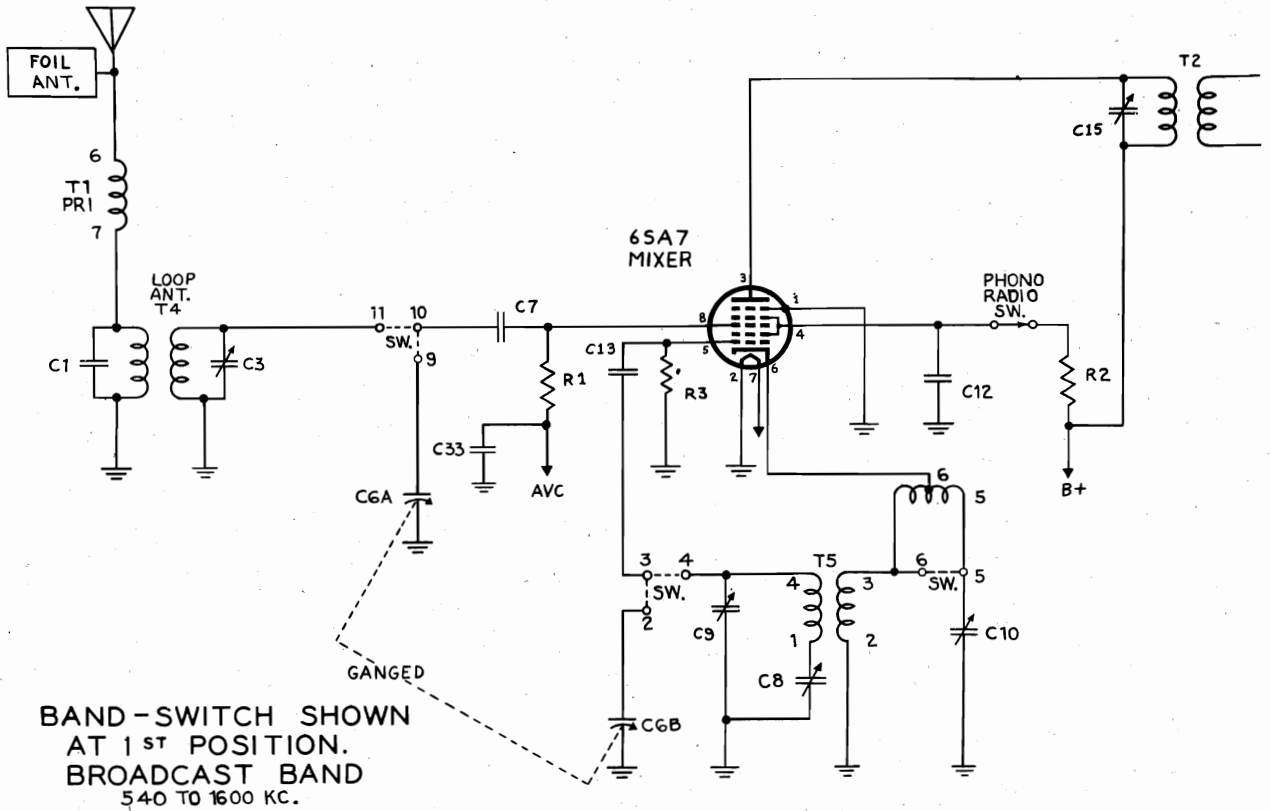 FOIL
ANT.
T2
C15
6
T1
PRI
7
6SA7
MIXER
LOOP
ANT.
T4
PHONO
RADIO
SW.
3
1
11
10
SW.
9
C7
8
4
5
2
7
6
C1
C3
C13
R1
R3
C12
R2
C33
AVC
B+
C6A
6
5
3
4
SW.
2
T5
4
3
1
2
6
5
SW.
C9
C8
C10
GANGED
C6B
BAND-SWITCH SHOWN
AT 1ST POSITION.
BROADCAST BAND
540 TO 1600 KC.